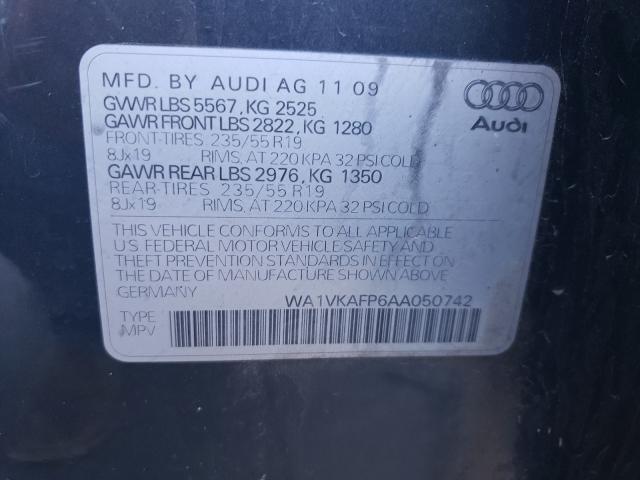 MFD. BY AUDI AG 11 09
GVWR LBS 5567, KG 2525
GAWR FRONT LBS 2822, KG 1280
FRONT-TIRES 235/55 R19
8Jx19 RIMS, AT 220 KPA 32 PSI COLD
GAWR REAR LBS 2976, KG 1350
REAR-TIRES 235/55 R19
8Jx19 RIMS, AT 220 KPA 32 PSI COLD
Audi
THIS VEHICLE CONFORMS TO ALL APPLICABLE
U.S. FEDERAL MOTOR VEHICLE SAFETY AND
THEFT PREVENTION STANDARDS IN EFFECT ON
THE DATE OF MANUFACTURE SHOWN ABOVE.
GERMANY WA1VKAFP6AA050742
TYPE
MPV